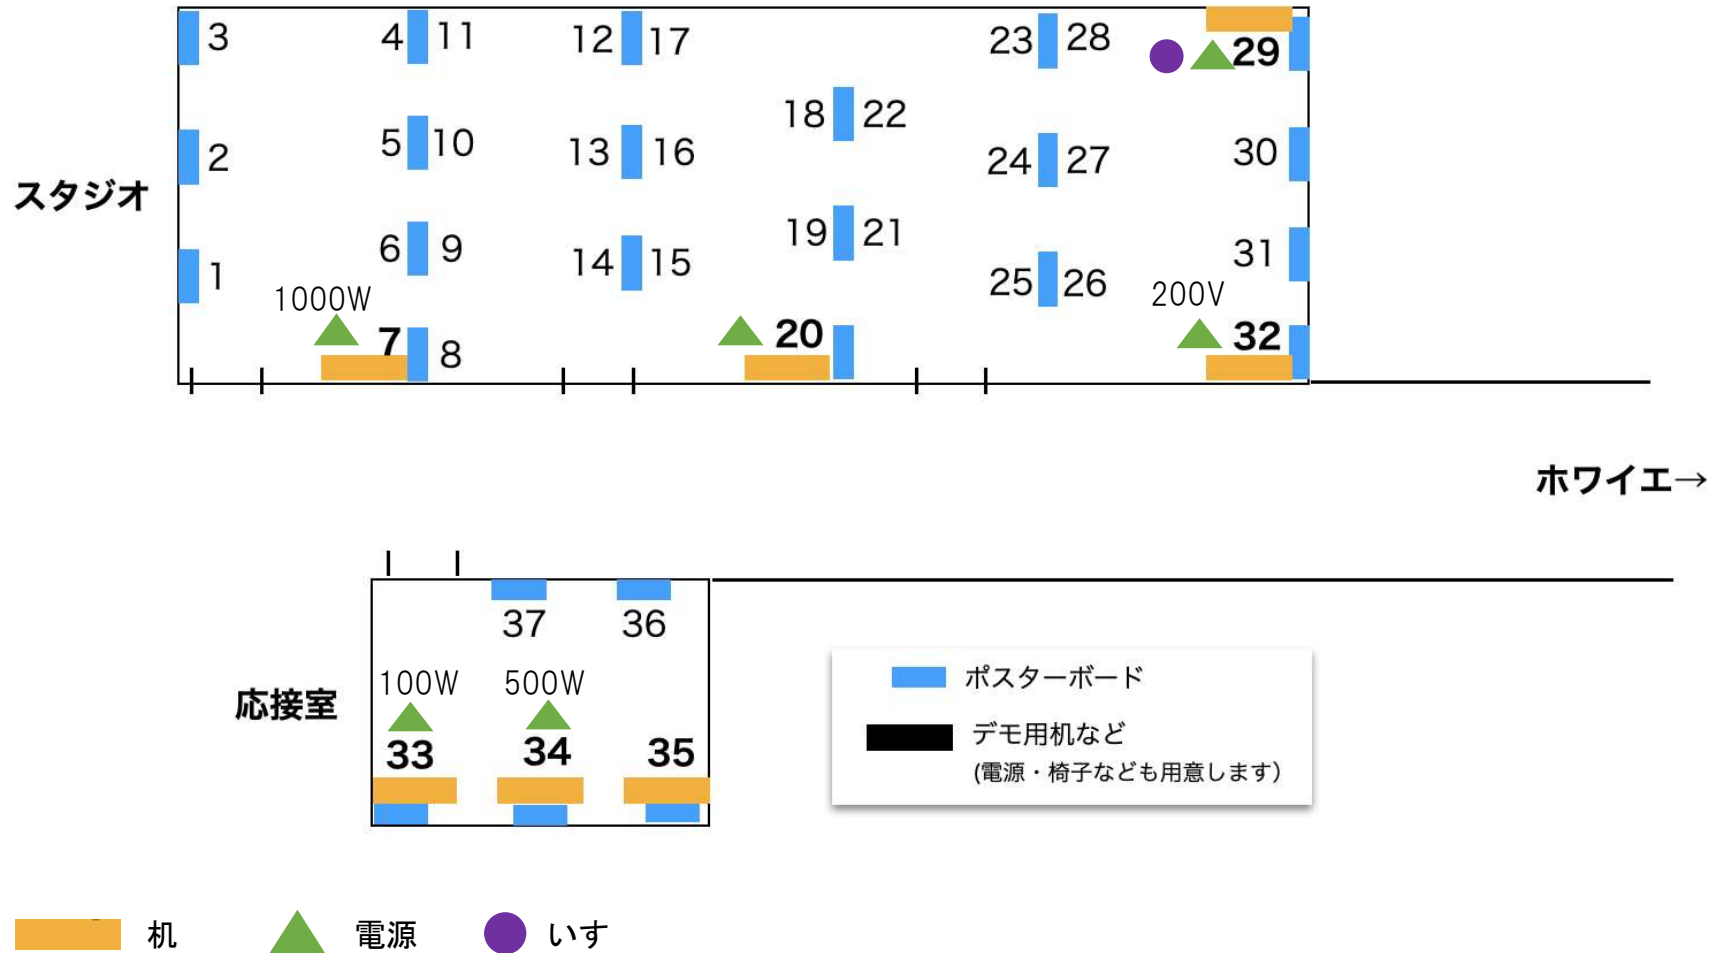 3 4 11 12 17 23 28 29
18 22
2 5 10 13 16 24 27 30
スタジオ
6 9 14 15 19 21 31
1 25 26
1000W 200V
7 8 20 32
ホワイエ→
37 36
100W 500W
応接室
33 34 35
ポスターボード
デモ用机など
(電源・椅子なども用意します)
机 電源 いす